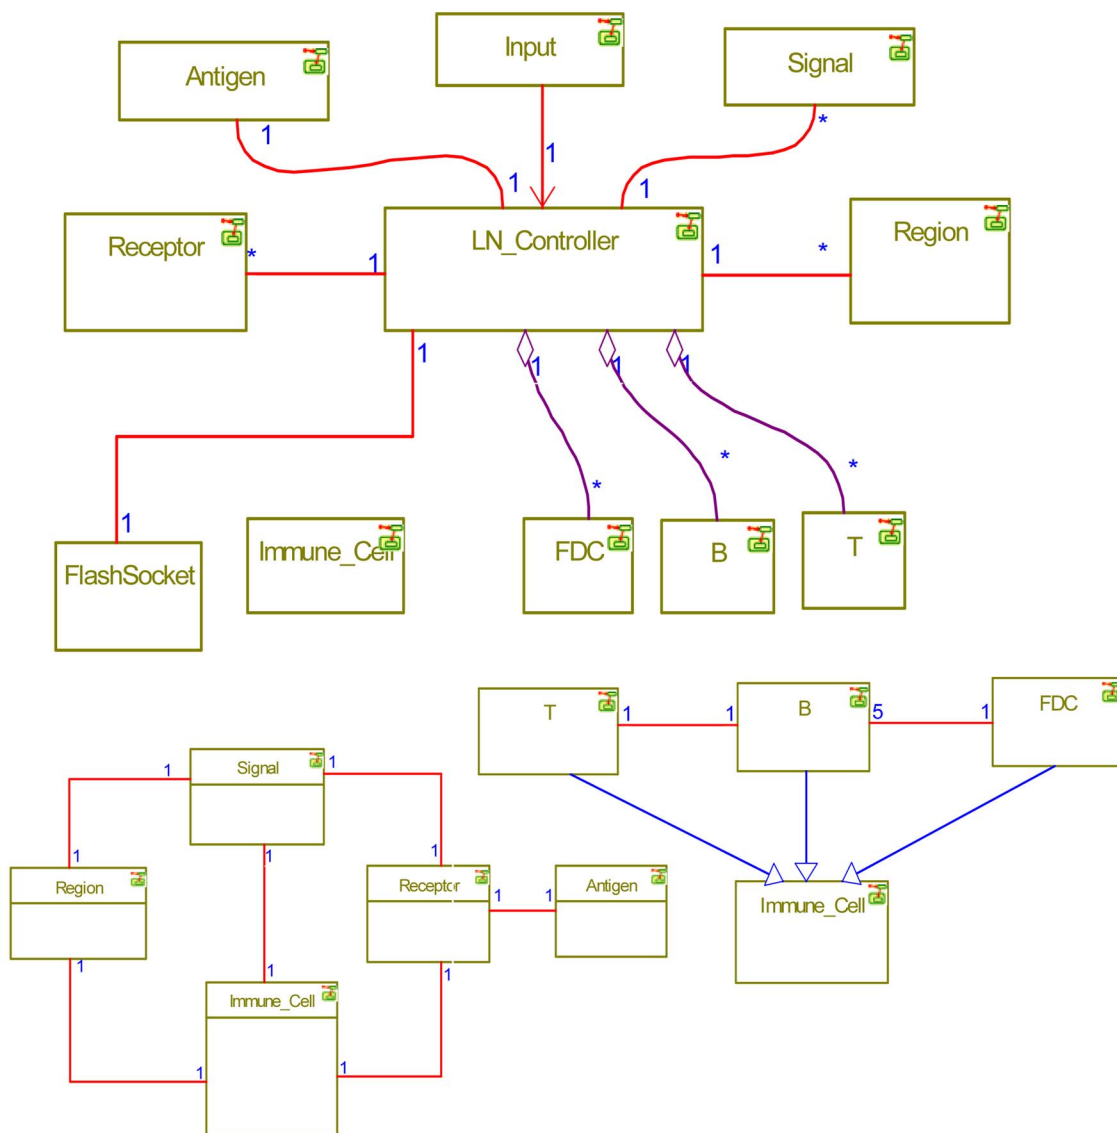 Input
Signal
Antigen
1
*
1
1
1
1
LN_Controller
Region
Receptor
*
1
1
*
1
1
1
1
*
*
*
1
Immune_Cell
FDC
B
T
FlashSocket
T
B
FDC
1
1
5
1
Immune_Cell
Signal
1
1
1
1
1
Region
Receptor
Antigen
1
1
1
1
1
Immune_Cell
1
1